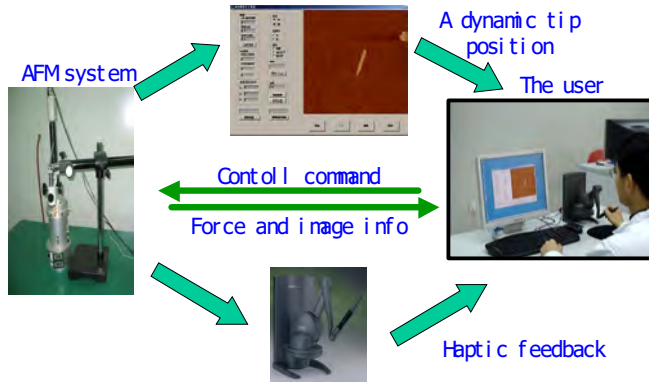 A dynamic tip
position
AFM system
The user
Contoll command
Force and image info
Haptic feedback